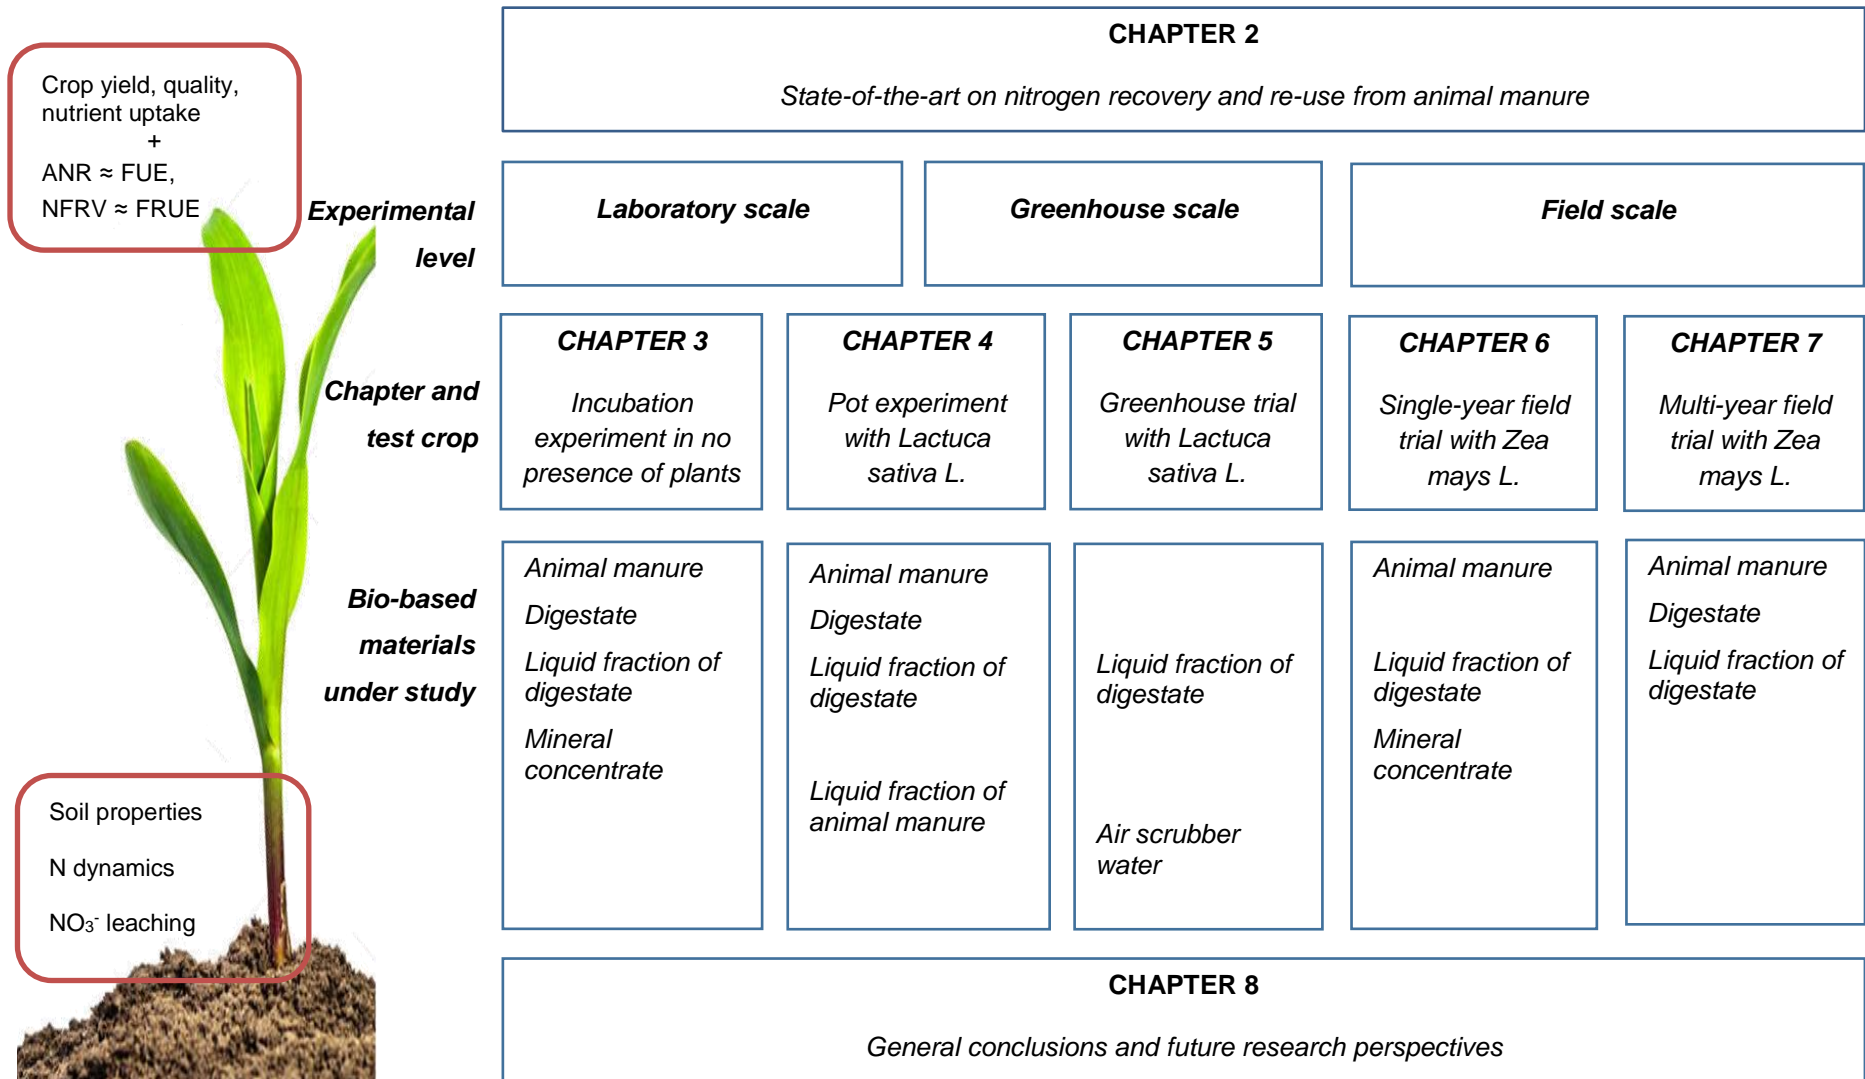 CHAPTER 2
State-of-the-art on nitrogen recovery and re-use from animal manure
Crop yield, quality,
nutrient uptake
+
ANR ≈ FUE,
NFRV ≈ FRUE
Experimental
level
Laboratory scale
Greenhouse scale
Field scale
Chapter and
test crop
CHAPTER 3
Incubation
experiment in no
presence of plants
CHAPTER 4
Pot experiment
with Lactuca
sativa L.
CHAPTER 5
Greenhouse trial
with Lactuca
sativa L.
CHAPTER 6
Single-year field
trial with Zea
mays L.
CHAPTER 7
Multi-year field
trial with Zea
mays L.
Bio-based
materials
under study
Animal manure
Digestate
Liquid fraction of
digestate
Mineral
concentrate
Animal manure
Digestate
Liquid fraction of
digestate
Liquid fraction of
animal manure
Liquid fraction of
digestate
Air scrubber
water
Animal manure
Liquid fraction of
digestate
Mineral
concentrate
Animal manure
Digestate
Liquid fraction of
digestate
Soil properties
N dynamics
NO₃⁻ leaching
CHAPTER 8
General conclusions and future research perspectives